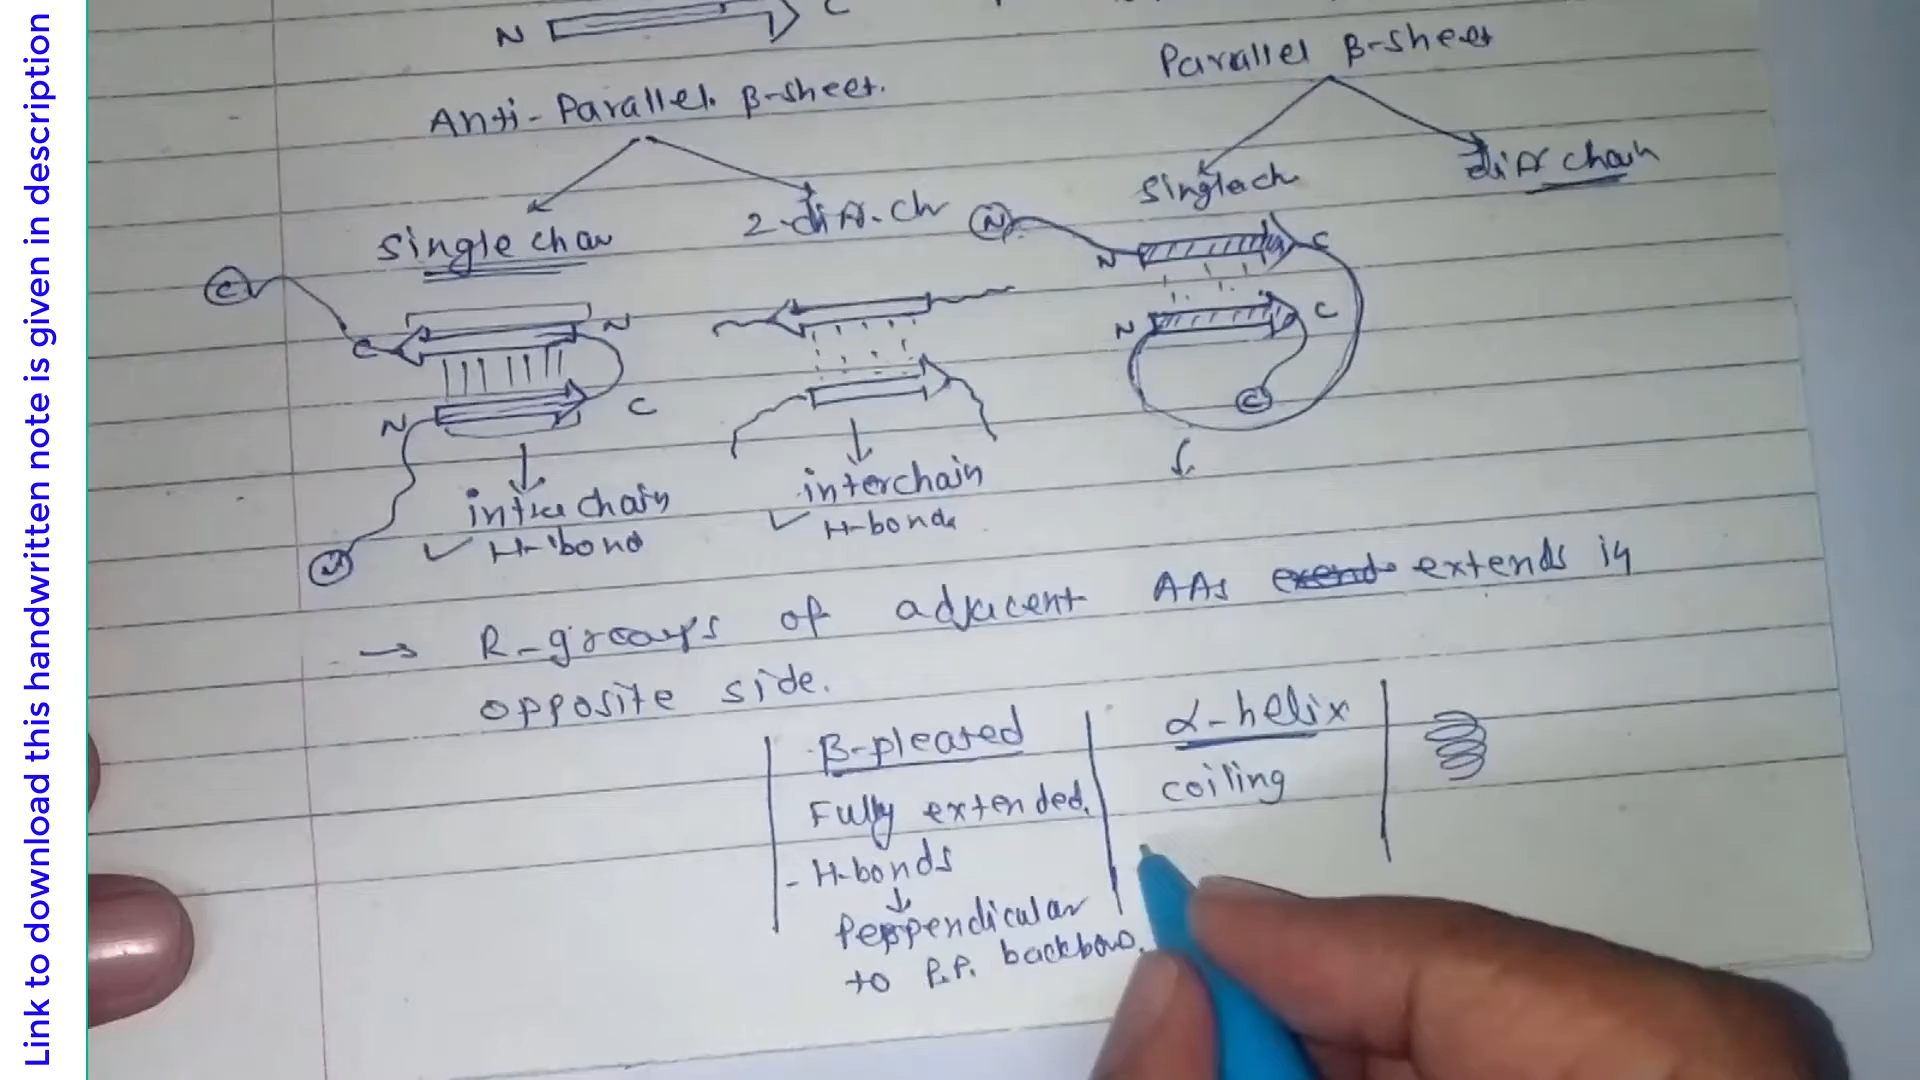 Link to download this handwritten note is given in description
N C
Anti-Parallel. β-sheet.
Parallel β-sheet
single chai
2-diff. ch
single ch
diff chain
C N
C N
N C
N
N C
N C
C
intra chain
H-bond
interchain
H-bonds
→ R-groups of adjacent AAs extends in
opposite side.
β-pleated
α-helix
Fully extended.
coiling
- H-bonds
↓
Perpendicular
to P.P. backbone.